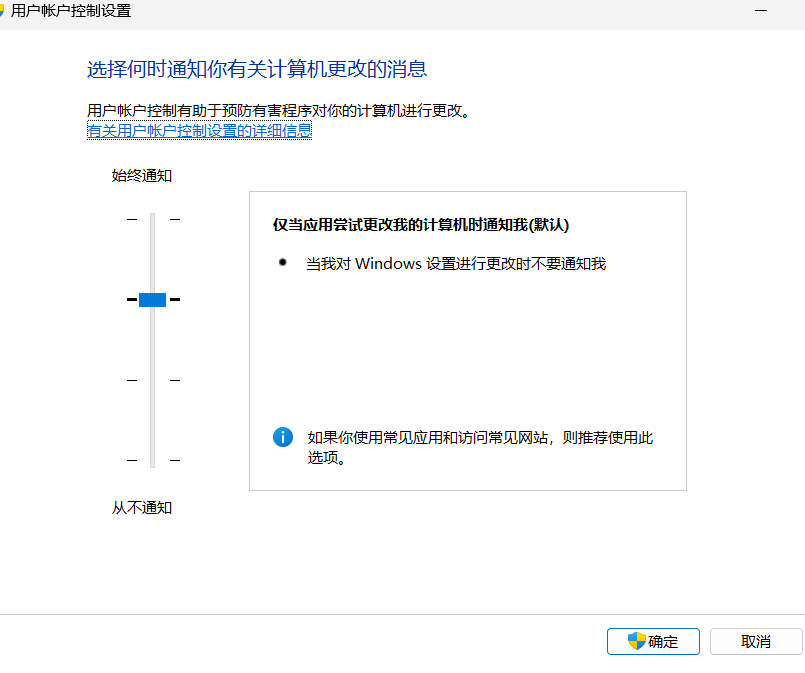 用户帐户控制设置
选择何时通知你有关计算机更改的消息
用户帐户控制有助于预防有害程序对你的计算机进行更改。
有关用户帐户控制设置的详细信息
始终通知
仅当应用尝试更改我的计算机时通知我(默认)
当我对 Windows 设置进行更改时不要通知我
如果你使用常见应用和访问常见网站，则推荐使用此
选项。
从不通知
确定
取消